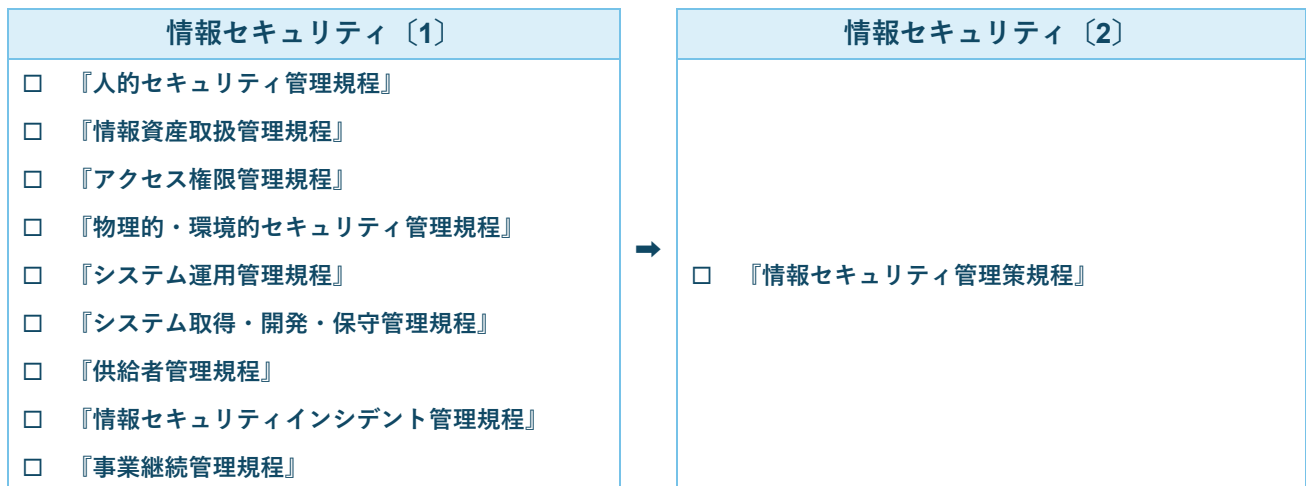 情報セキュリティ〔1〕
□ 『人的セキュリティ管理規程』
□ 『情報資産取扱管理規程』
□ 『アクセス権限管理規程』
□ 『物理的・環境的セキュリティ管理規程』
□ 『システム運用管理規程』
□ 『システム取得・開発・保守管理規程』
□ 『供給者管理規程』
□ 『情報セキュリティインシデント管理規程』
□ 『事業継続管理規程』
➡
情報セキュリティ〔2〕
□ 『情報セキュリティ管理策規程』